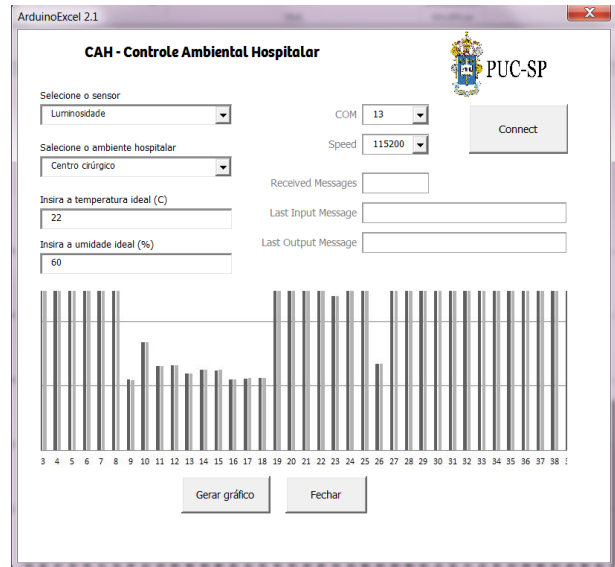 ArduinoExcel 2.1
CAH - Controle Ambiental Hospitalar
PUC-SP
Selecione o sensor
Luminosidade
COM 13
Connect
Speed 115200
Selecione o ambiente hospitalar
Centro cirúrgico
Received Messages
Insira a temperatura ideal (C)
22
Last Input Message
Insira a umidade ideal (%)
Last Output Message
60
3 4 5 6 7 8 9 10 11 12 13 14 15 16 17 18 19 20 21 22 23 24 25 26 27 28 29 30 31 32 33 34 35 36 37 38
Gerar gráfico
Fechar